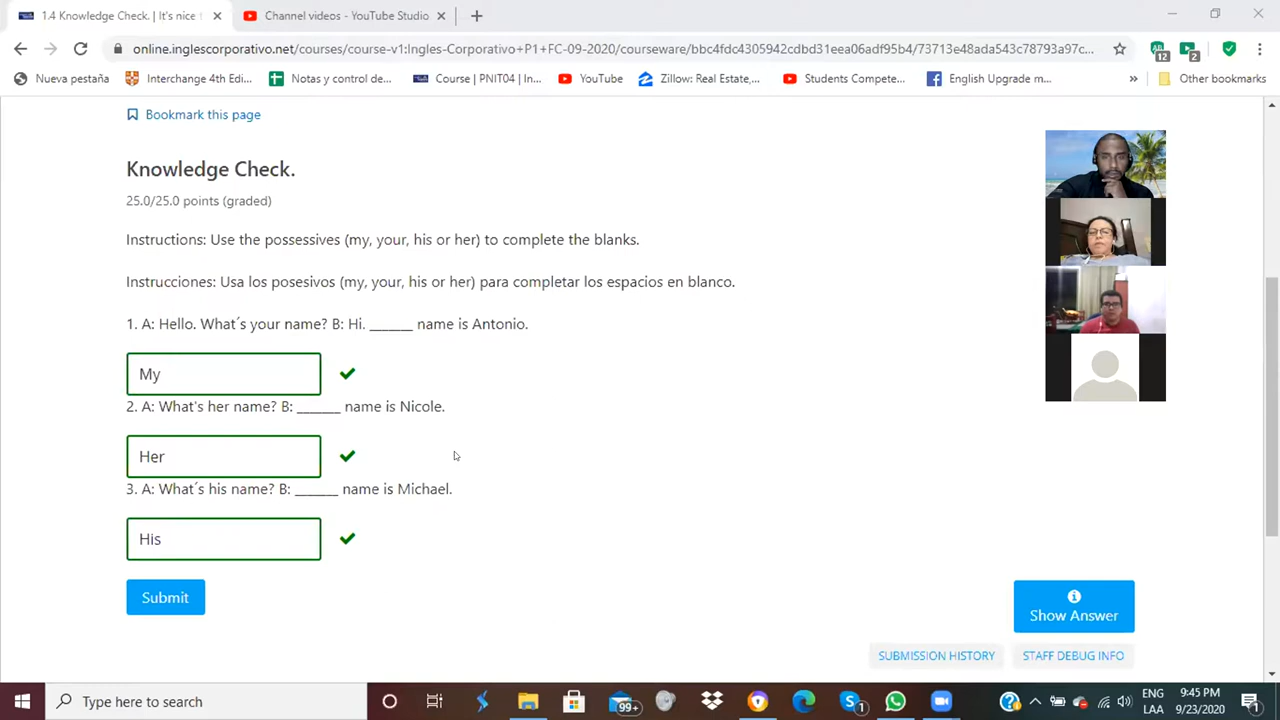 1.4 Knowledge Check. | It's nice
Channel videos - YouTube Studio
online.inglescorporativo.net/courses/course-v1:Ingles-Corporativo+P1+FC-09-2020/courseware/bbc4fdc4305942cdbd31eea06adf95b4/73713e48ada543c78793a97c...
12
2
Nueva pestaña
Interchange 4th Edi...
Notas y control de...
Course | PNIT04 | In...
YouTube
Zillow: Real Estate,...
Students Compete...
English Upgrade m...
»
Other bookmarks
Bookmark this page
Knowledge Check.
25.0/25.0 points (graded)
Instructions: Use the possessives (my, your, his or her) to complete the blanks.
Instrucciones: Usa los posesivos (my, your, his or her) para completar los espacios en blanco.
1. A: Hello. What´s your name? B: Hi. ______ name is Antonio.
My
2. A: What's her name? B: ______ name is Nicole.
Her
3. A: What´s his name? B: ______ name is Michael.
His
Submit
Show Answer
SUBMISSION HISTORY
STAFF DEBUG INFO
Type here to search
99+
1
ENG
LAA
9:45 PM
9/23/2020
1